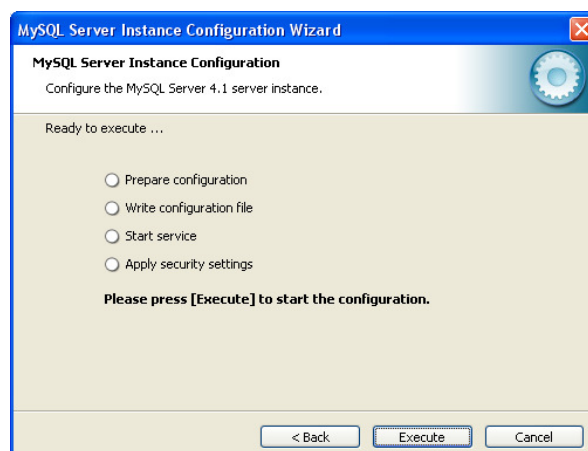 MySQL Server Instance Configuration Wizard
MySQL Server Instance Configuration
Configure the MySQL Server 4.1 server instance.
Ready to execute ...
Prepare configuration
Write configuration file
Start service
Apply security settings
Please press [Execute] to start the configuration.
< Back Execute Cancel